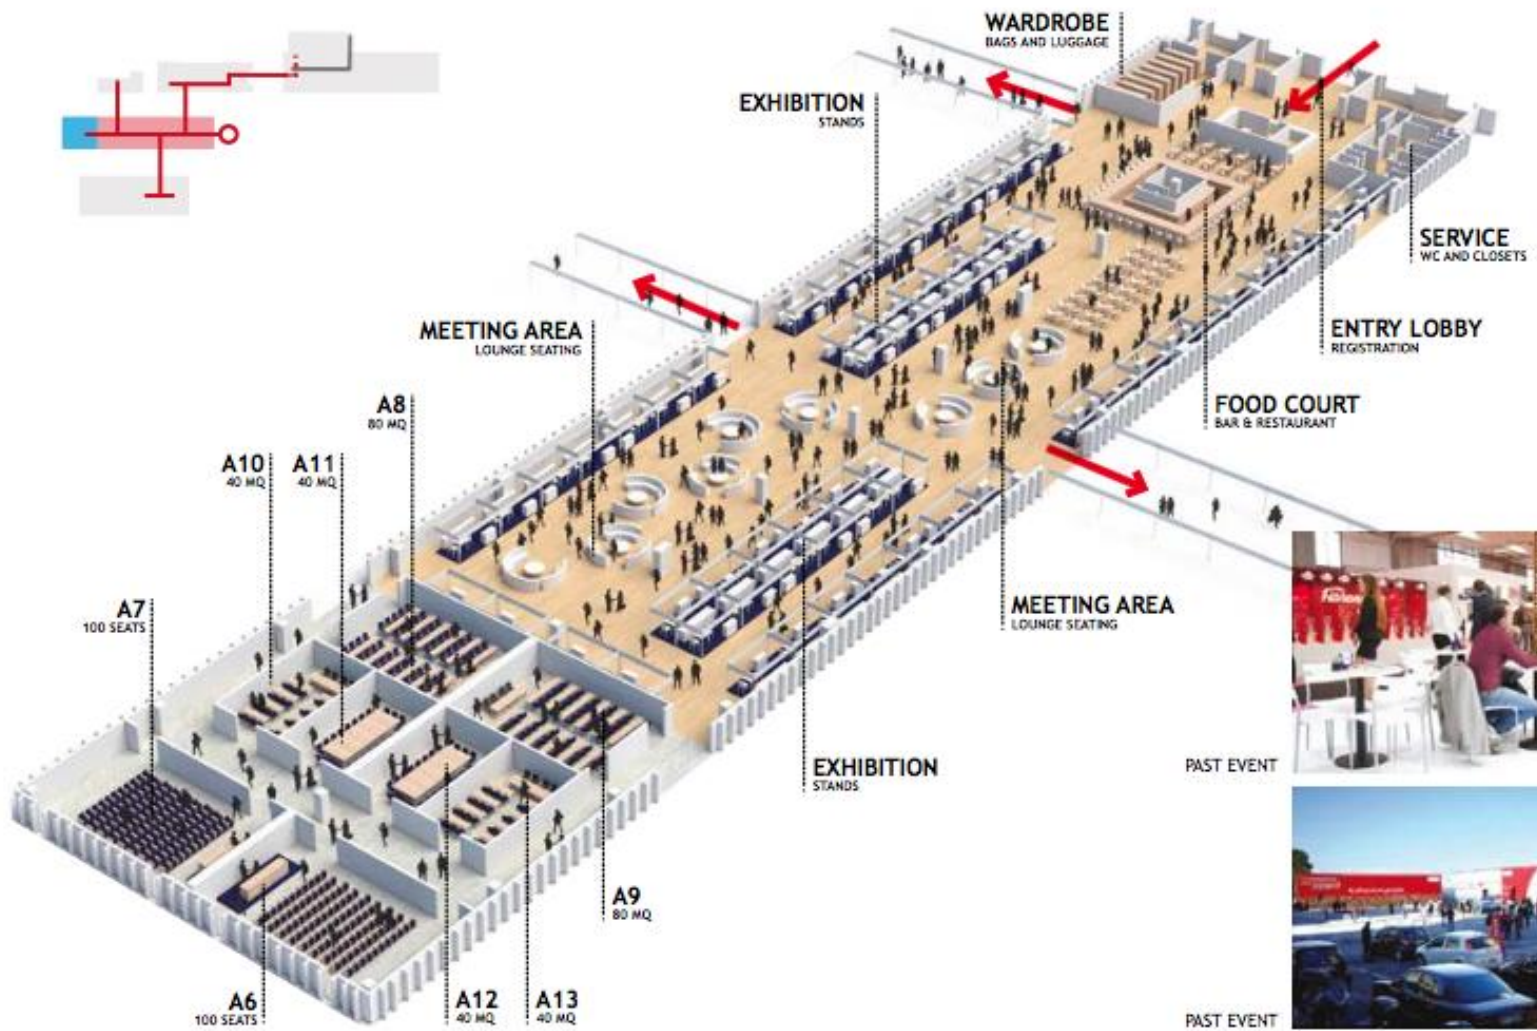 WARDROBE
BAGS AND LUGGAGE
EXHIBITION
STANDS
SERVICE
WC AND CLOSETS
MEETING AREA
LOUNGE SEATING
ENTRY LOBBY
REGISTRATION
A8
80 MQ
FOOD COURT
BAR & RESTAURANT
A10
40 MQ
A11
40 MQ
A7
100 SEATS
MEETING AREA
LOUNGE SEATING
EXHIBITION
STANDS
PAST EVENT
A9
80 MQ
A6
100 SEATS
A12
40 MQ
A13
40 MQ
PAST EVENT